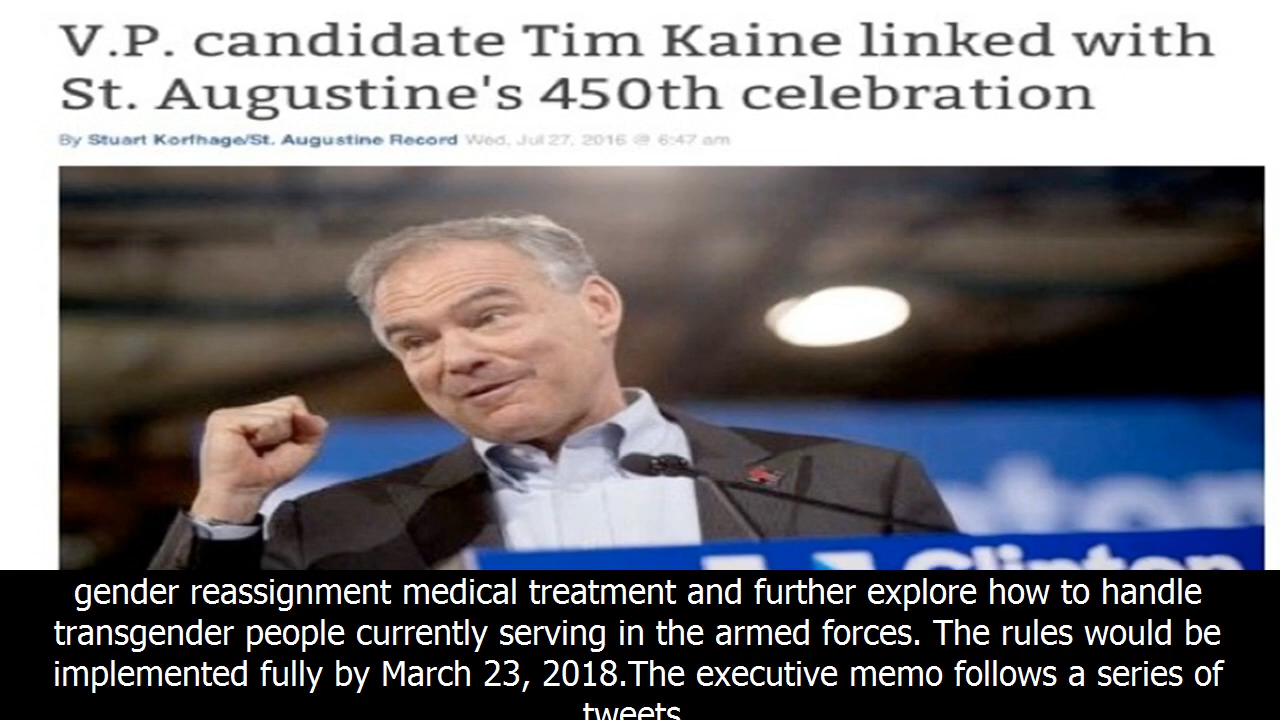 V.P. candidate Tim Kaine linked with
St. Augustine's 450th celebration
By Stuart Korfhage/St. Augustine Record Wed, Jul 27, 2016 @ 6:47 am
Clinton
gender reassignment medical treatment and further explore how to handle
transgender people currently serving in the armed forces. The rules would be
implemented fully by March 23, 2018.The executive memo follows a series of
tweets